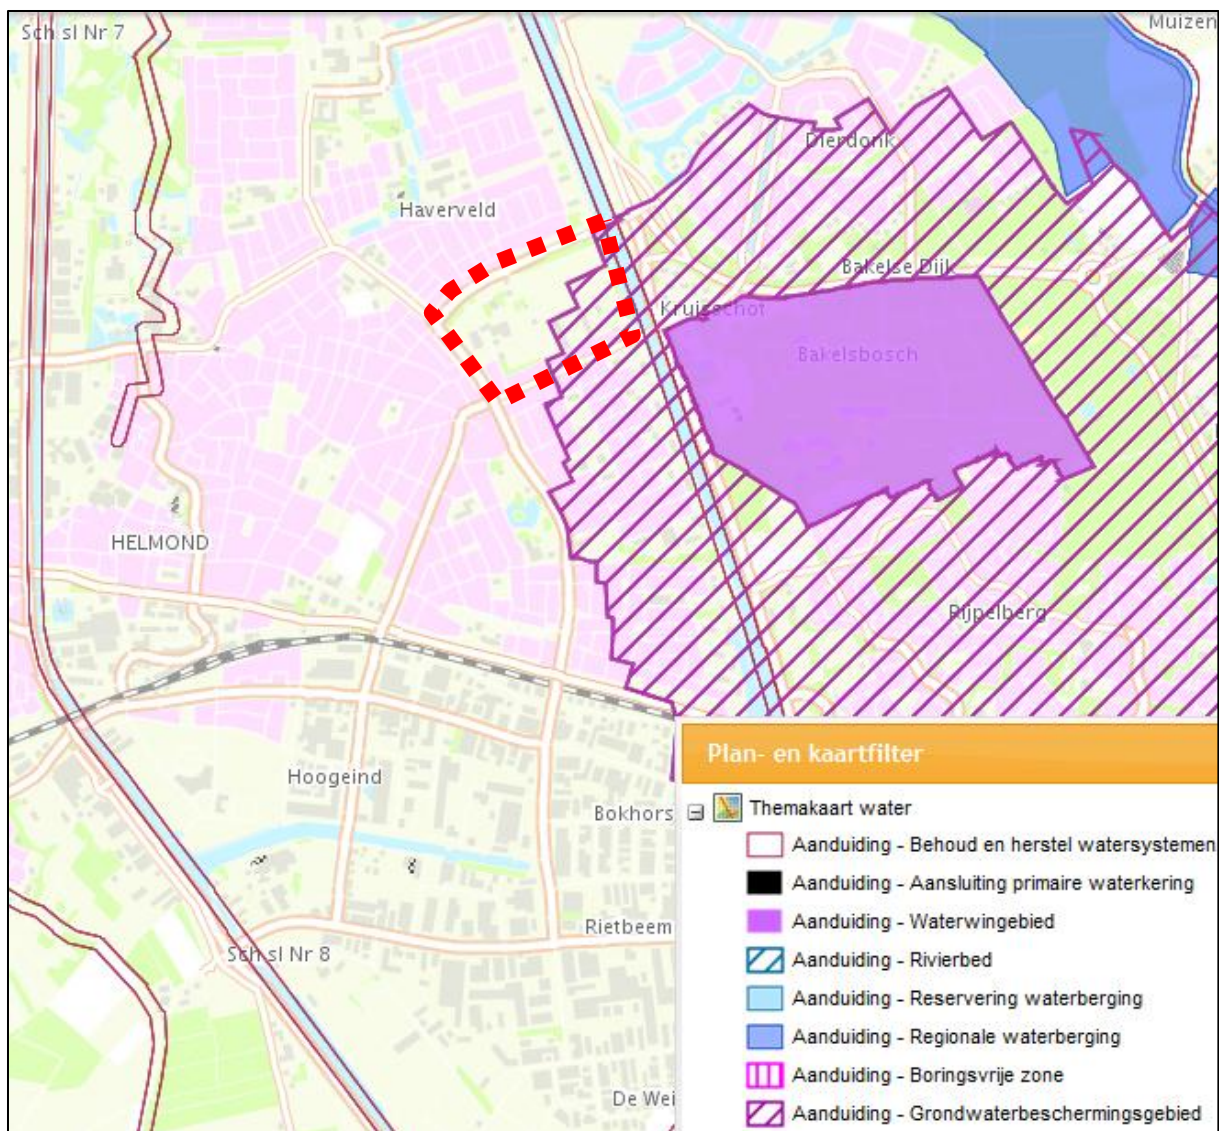 Sch sl Nr 7
Muizen
Dierdonk
Haverveld
Bakelse Dijk
Kruisschot
Bakelsbosch
HELMOND
Rijpelberg
Hoogeind
Bokhors
Rietbeem
Sch sl Nr 8
De Wei
Plan- en kaartfilter
Themakaart water
Aanduiding - Behoud en herstel watersystemen
Aanduiding - Aansluiting primaire waterkering
Aanduiding - Waterwingebied
Aanduiding - Rivierbed
Aanduiding - Reservering waterberging
Aanduiding - Regionale waterberging
Aanduiding - Boringsvrije zone
Aanduiding - Grondwaterbeschermingsgebied